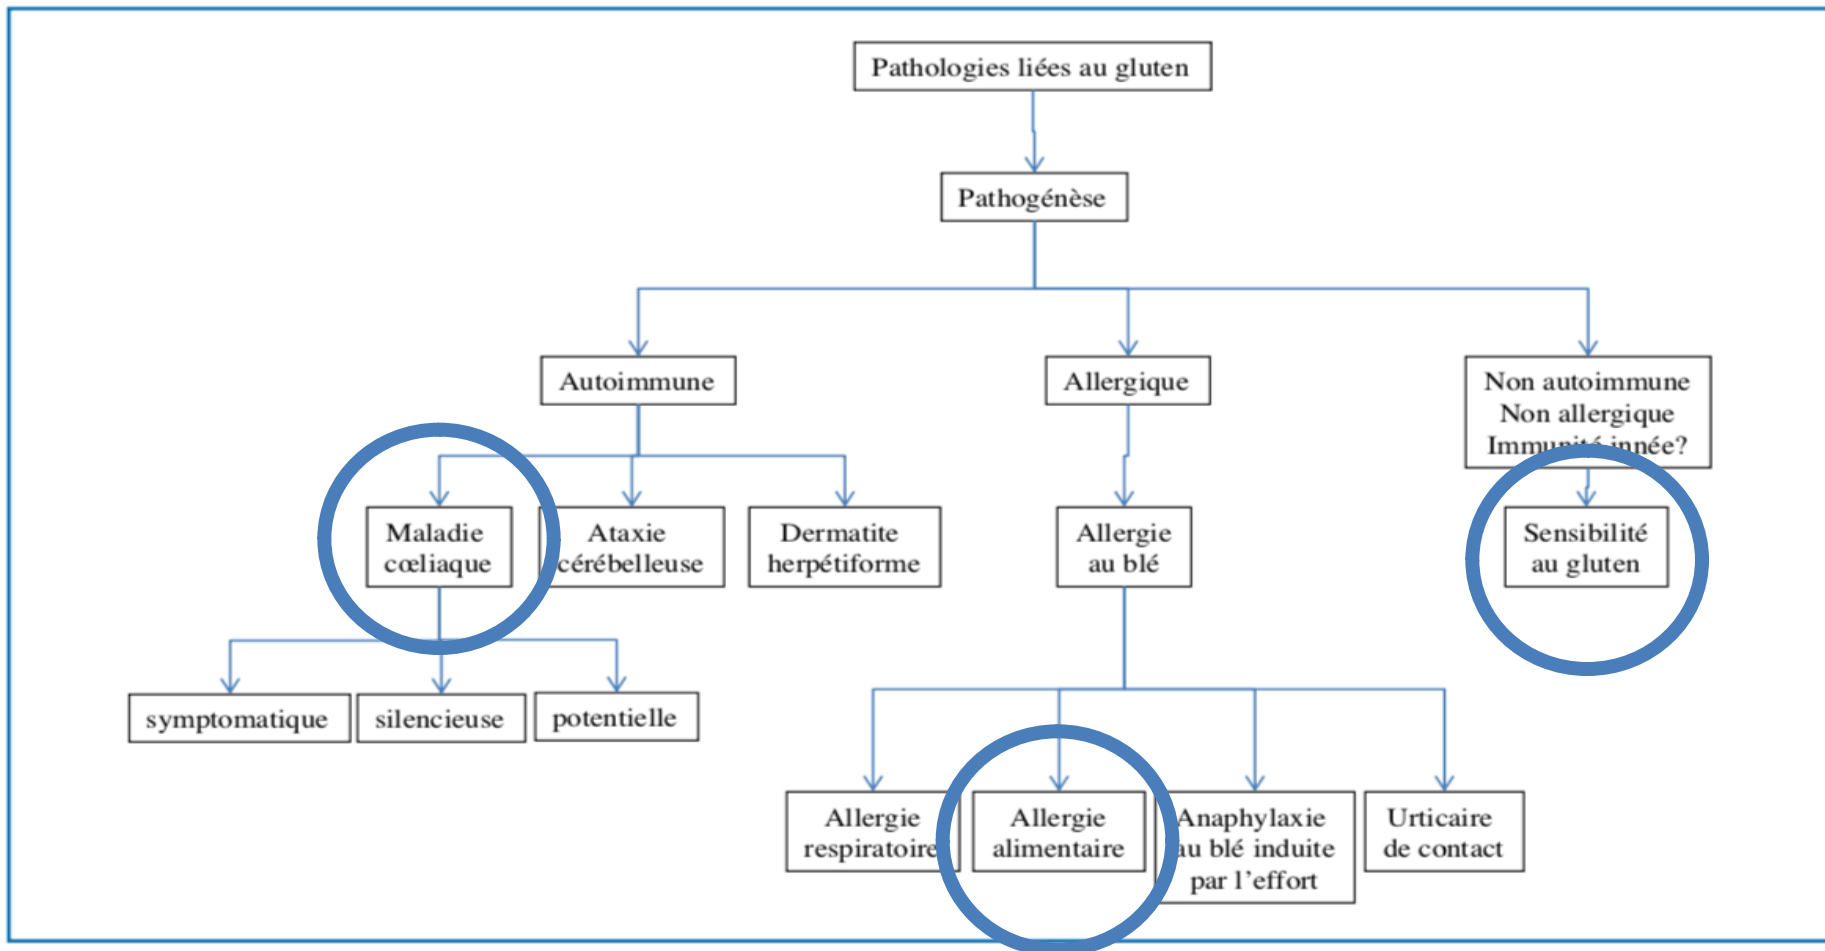 Pathologies liées au gluten
Pathogénèse
Autoimmune
Allergique
Non autoimmune
Non allergique
Immunité innée?
Maladie
cœliaque
Ataxie
cérébelleuse
Dermatite
herpétiforme
Allergie
au blé
Sensibilité
au gluten
symptomatique
silencieuse
potentielle
Allergie
respiratoire
Allergie
alimentaire
Anaphylaxie
au blé induite
par l'effort
Urticaire
de contact